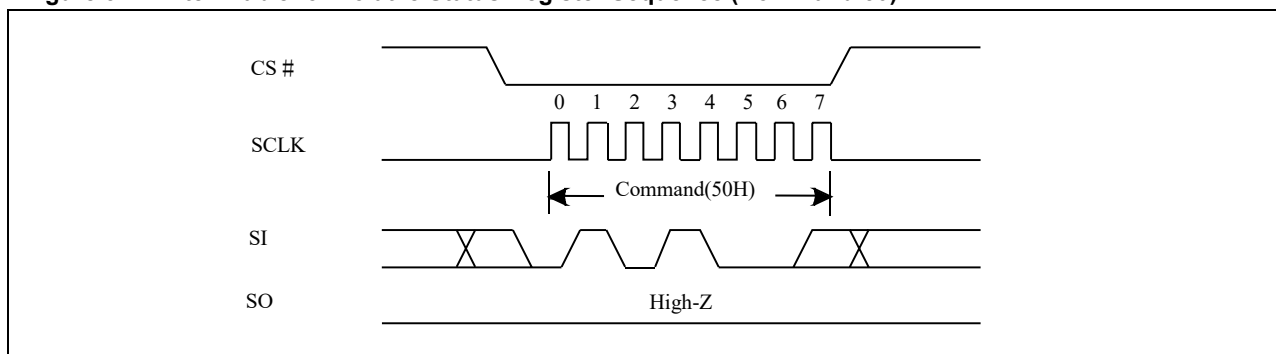 CS #
0 1 2 3 4 5 6 7
SCLK
Command(50H)
SI
SO
High-Z